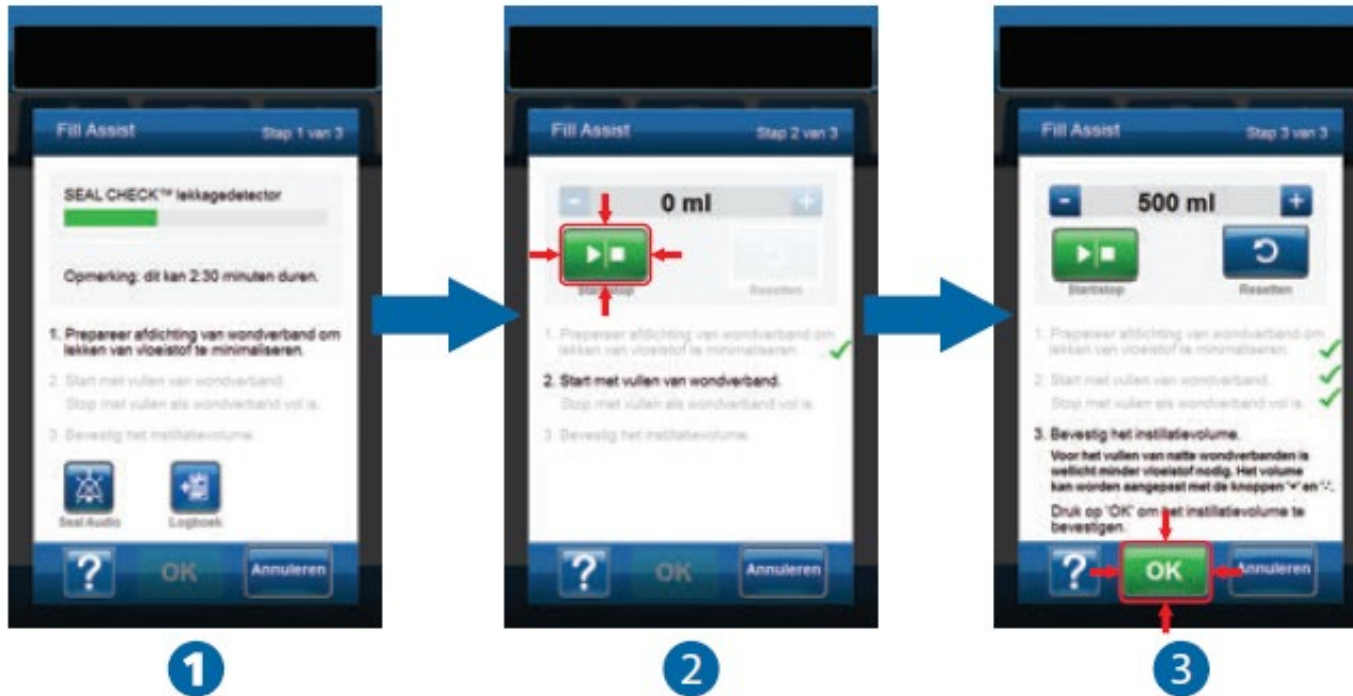 Fill Assist Stap 1 van 3
SEAL CHECK™ lekkagedetector
Opmerking: dit kan 2:30 minuten duren.
1. Prepareer afdichting van wondverband om
lekken van vloeistof te minimaliseren.
2. Start met vullen van wondverband.
Stop met vullen als wondverband vol is.
3. Bevestig het instillatievolume.
Seal Audio Logboek
? OK Annuleren
1
Fill Assist Stap 2 van 3
- 0 ml +
Start/stop Resetten
1. Prepareer afdichting van wondverband om
lekken van vloeistof te minimaliseren.
2. Start met vullen van wondverband.
Stop met vullen als wondverband vol is.
3. Bevestig het instillatievolume.
? OK Annuleren
2
Fill Assist Stap 3 van 3
- 500 ml +
Start/stop Resetten
1. Prepareer afdichting van wondverband om
lekken van vloeistof te minimaliseren.
2. Start met vullen van wondverband.
Stop met vullen als wondverband vol is.
3. Bevestig het instillatievolume.
Voor het vullen van natte wondverbanden is
wellicht minder vloeistof nodig. Het volume
kan worden aangepast met de knoppen '+' en '-'.
Druk op 'OK' om het instillatievolume te
bevestigen.
? OK Annuleren
3